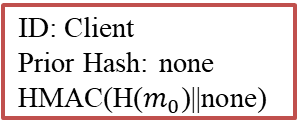 ID: Client
Prior Hash: none
HMAC(H(𝑚₀)||none)